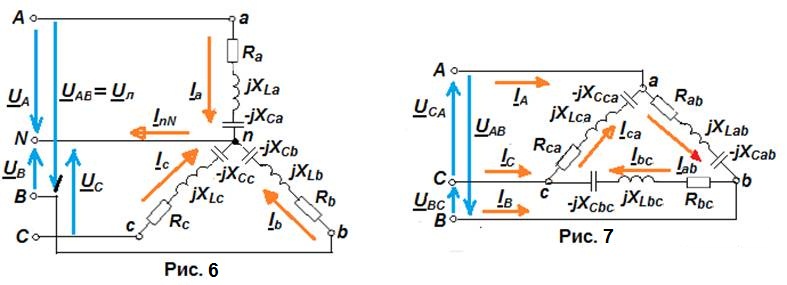 A
a
Rₐ
U_A
U_AB = U_л
I_a
jX_La
-jX_Ca
I_nN
N
n
U_B
U_C
I_c
-jX_Cc
-jX_Cb
jX_Lc
jX_Lb
B
R_c
R_b
I_b
C
c
b
Рис. 6
A
a
I_A
-jX_Cca
R_ab
U_CA
jX_Lca
U_AB
jX_Lab
R_ca
I_ca
-jX_Cab
I_C
I_bc
I_ab
C
c
b
U_BC
I_B
-jX_Cbc
jX_Lbc
R_bc
B
Рис. 7